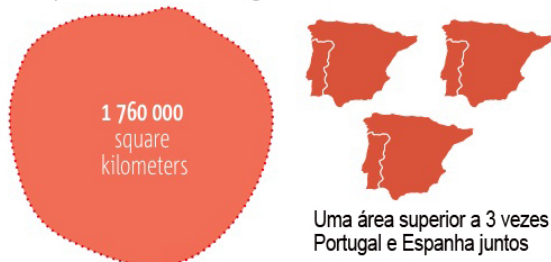 1 760 000
square
kilometers
Uma área superior a 3 vezes
Portugal e Espanha juntos